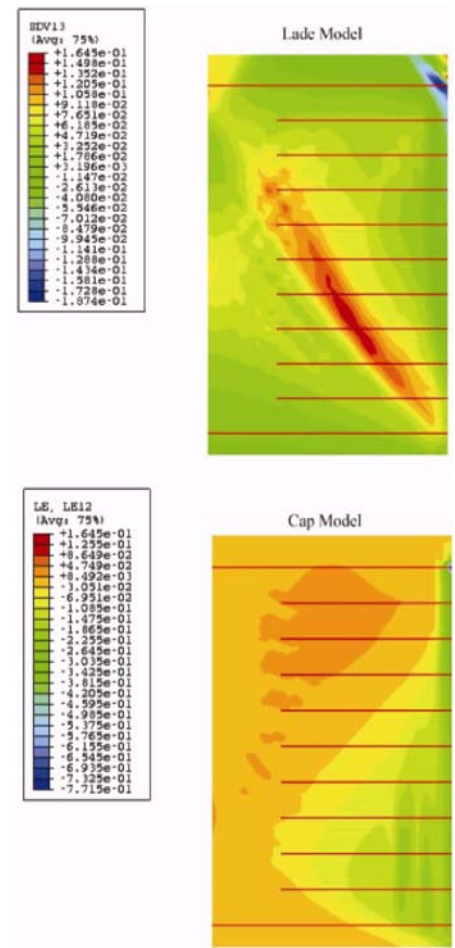 SDV13
(Avg: 75%)
+1.645e-01
+1.498e-01
+1.352e-01
+1.205e-01
+1.058e-01
+9.118e-02
+7.651e-02
+6.185e-02
+4.719e-02
+3.252e-02
+1.786e-02
+3.196e-03
-1.147e-02
-2.613e-02
-4.080e-02
-5.546e-02
-7.012e-02
-8.479e-02
-9.945e-02
-1.141e-01
-1.288e-01
-1.434e-01
-1.581e-01
-1.728e-01
-1.874e-01
Lade Model
LE, LE12
(Avg: 75%)
+1.645e-01
+1.255e-01
+8.649e-02
+4.749e-02
+8.492e-03
-3.051e-02
-6.951e-02
-1.085e-01
-1.475e-01
-1.865e-01
-2.255e-01
-2.645e-01
-3.035e-01
-3.425e-01
-3.815e-01
-4.205e-01
-4.595e-01
-4.985e-01
-5.375e-01
-5.765e-01
-6.155e-01
-6.545e-01
-6.935e-01
-7.325e-01
-7.715e-01
Cap Model